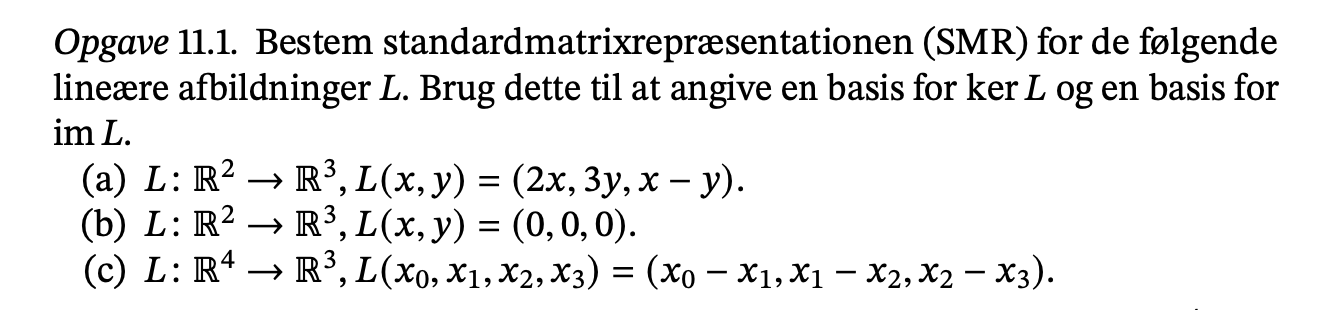 Opgave 11.1. Bestem standardmatrixrepræsentationen (SMR) for de følgende
lineære afbildninger L. Brug dette til at angive en basis for ker L og en basis for
im L.
(a) L: ℝ² → ℝ³, L(x, y) = (2x, 3y, x − y).
(b) L: ℝ² → ℝ³, L(x, y) = (0, 0, 0).
(c) L: ℝ⁴ → ℝ³, L(x₀, x₁, x₂, x₃) = (x₀ − x₁, x₁ − x₂, x₂ − x₃).